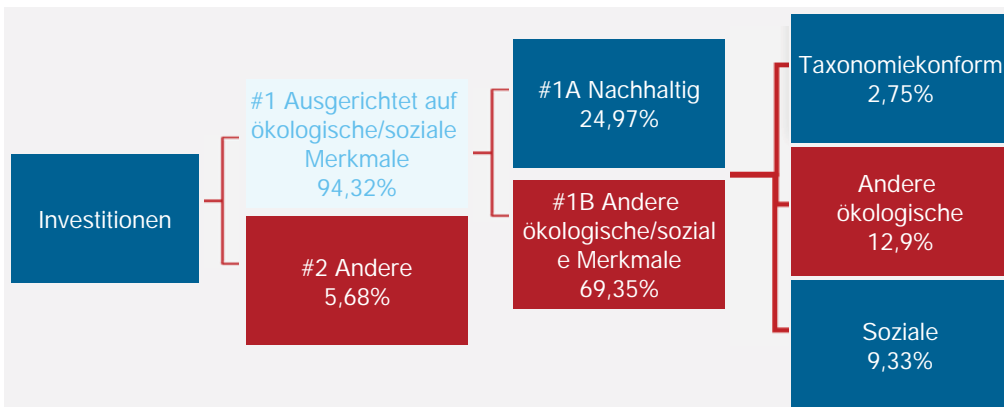 Investitionen
#1 Ausgerichtet auf
ökologische/soziale
Merkmale
94,32%
#2 Andere
5,68%
#1A Nachhaltig
24,97%
#1B Andere
ökologische/sozial
e Merkmale
69,35%
Taxonomiekonform
2,75%
Andere
ökologische
12,9%
Soziale
9,33%